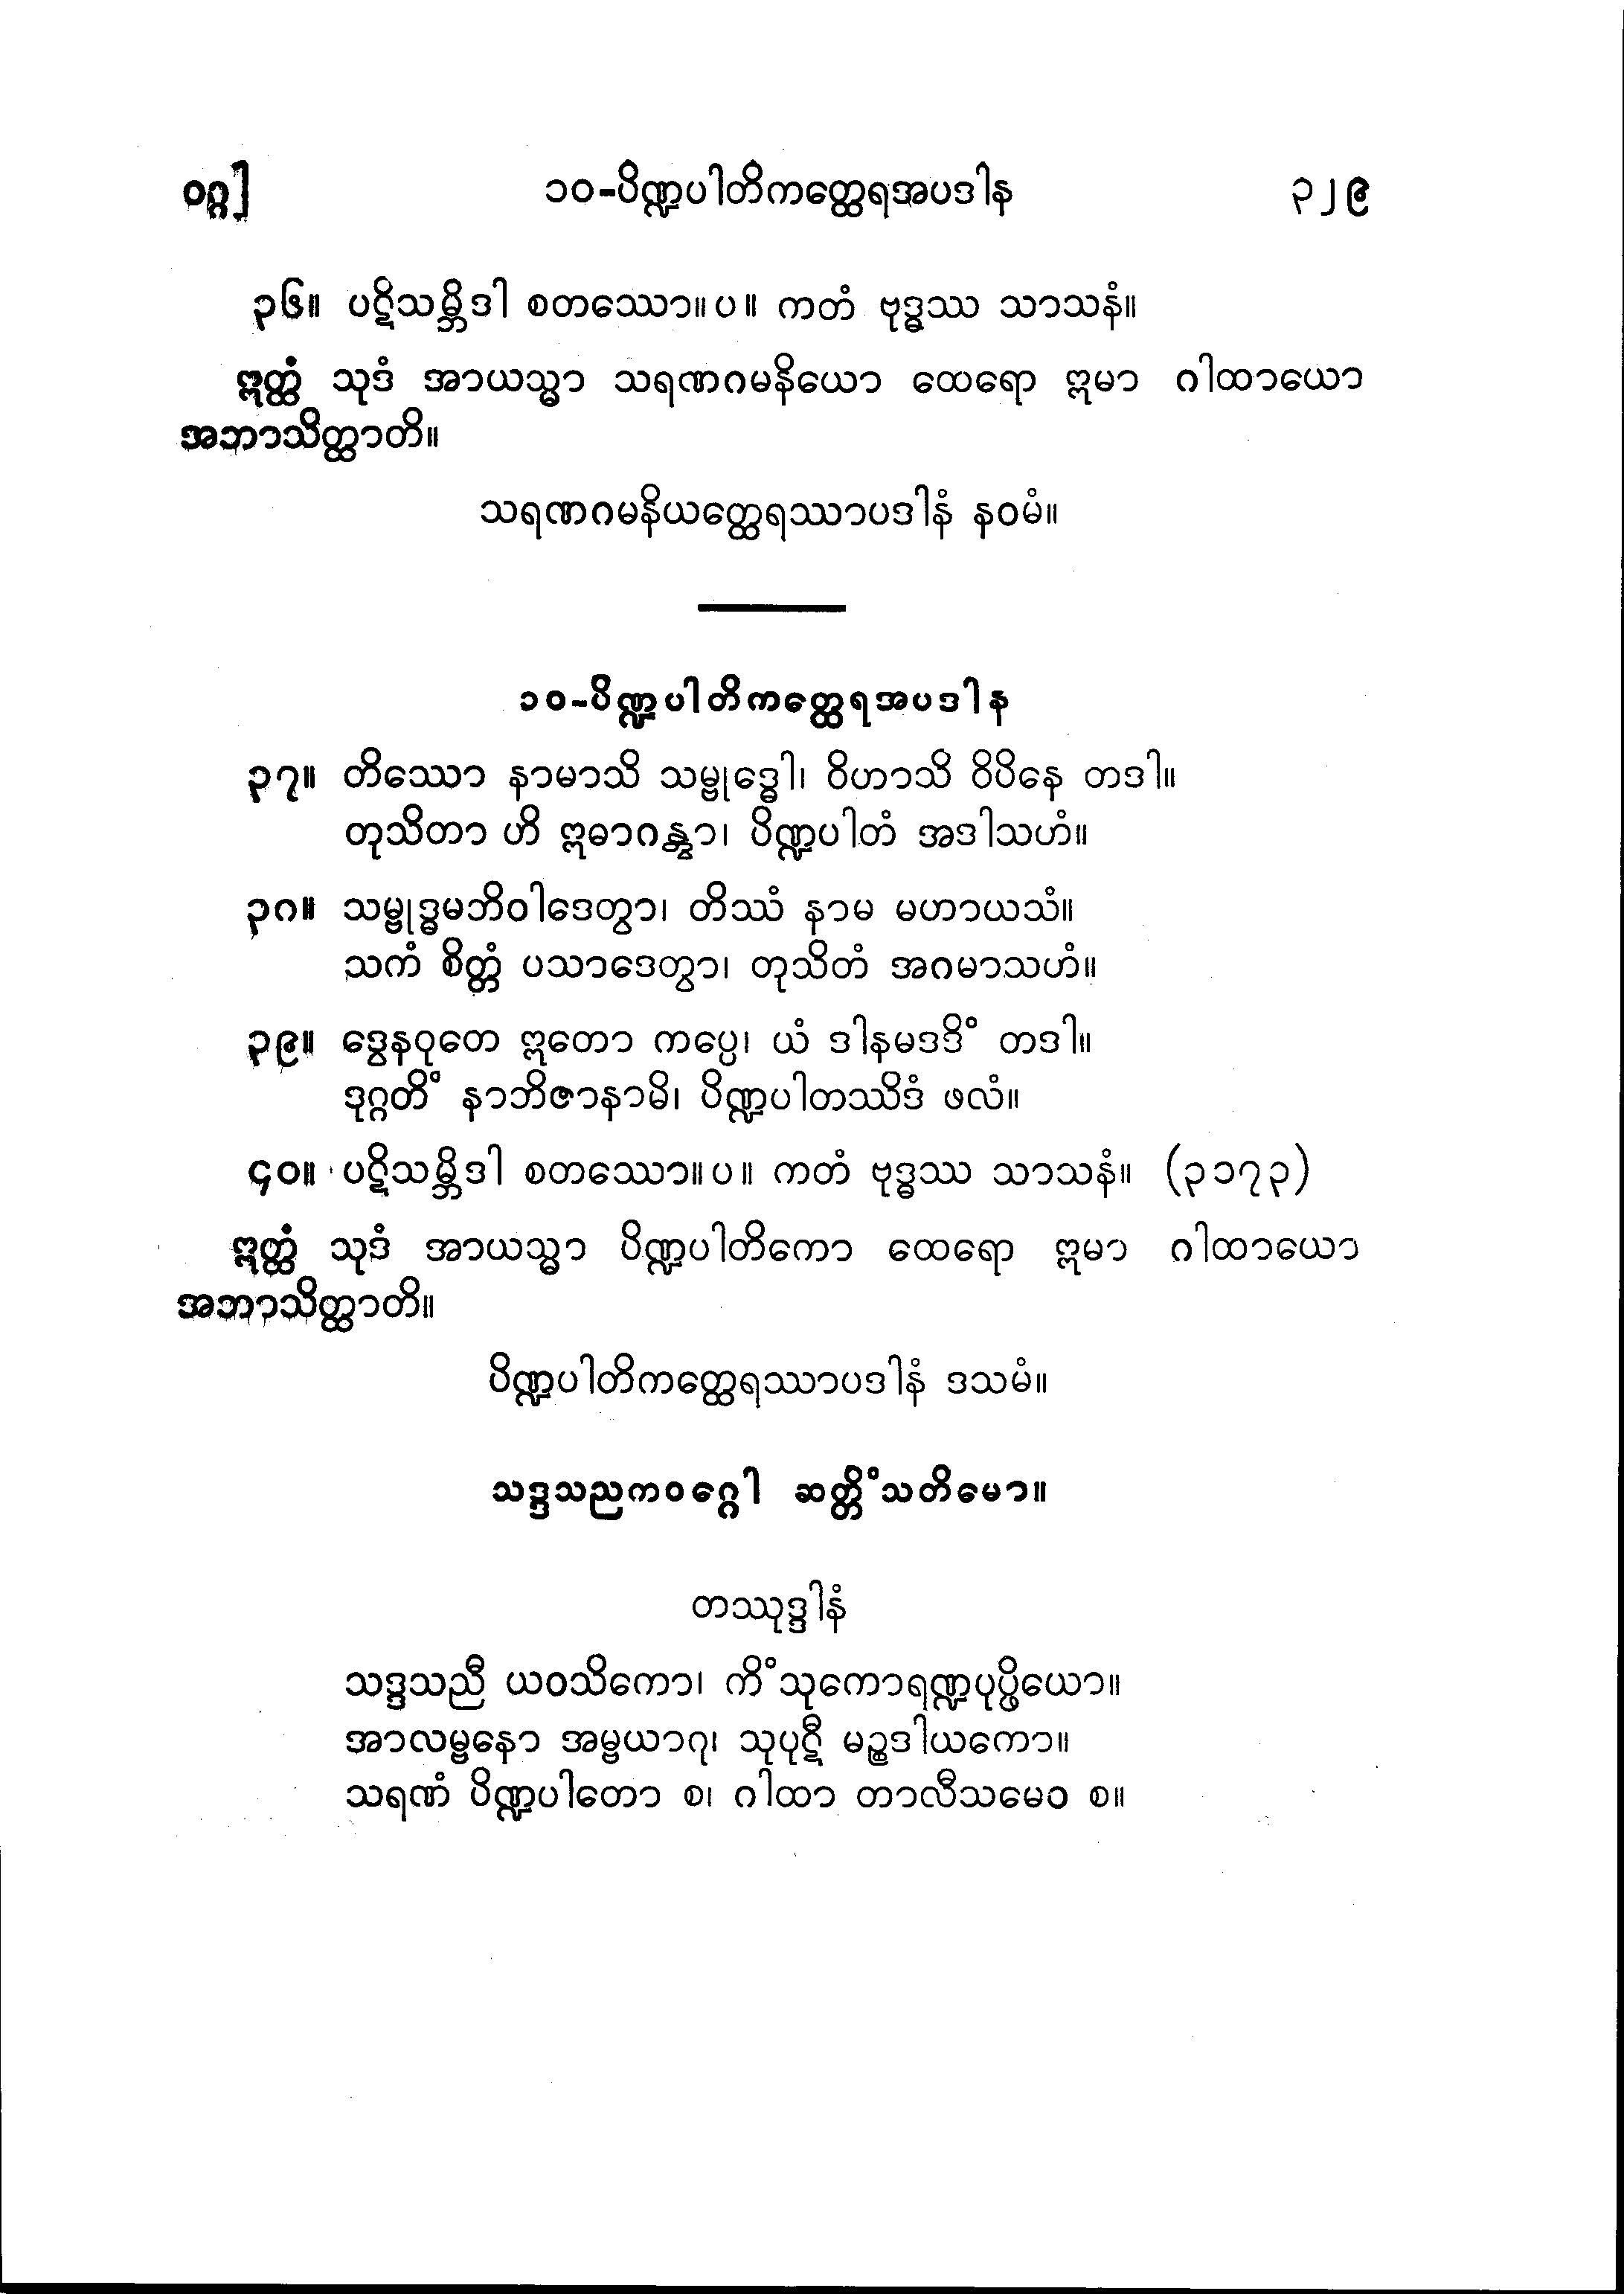 ဝဂ္ဂ] ၁၀-ပိဏ္ဍပါတိကတ္ထေရအပဒါန ၃၂၉
၃၆။ ပဋိသမ္ဘိဒါ စတဿော။ပ။ ကတံ ဗုဒ္ဓဿ သာသနံ။
ဣတ္ထံ သုဒံ အာယသ္မာ သရဏဂမနိယော ထေရော ဣမာ ဂါထာယော
အဘာသိတ္ထာတိ။
သရဏဂမနိယတ္ထေရဿာပဒါနံ နဝမံ။
၁၀-ပိဏ္ဍပါတိကတ္ထေရအပဒါန
၃၇။ တိဿော နာမာသိ သမ္ဗုဒ္ဓေါ၊ ဝိဟာသိ ဝိပိနေ တဒါ။
တုသိတာ ဟိ ဣဓာဂန္တွာ၊ ပိဏ္ဍပါတံ အဒါသဟံ။
၃၈။ သမ္ဗုဒ္ဓမဘိဝါဒေတွာ၊ တိဿံ နာမ မဟာယသံ။
သကံ စိတ္တံ ပသာဒေတွာ၊ တုသိတံ အဂမာသဟံ။
၃၉။ ဒွေနဝုတေ ဣတော ကပ္ပေ၊ ယံ ဒါနမဒဒိံ တဒါ။
ဒုဂ္ဂတိံ နာဘိဇာနာမိ၊ ပိဏ္ဍပါတဿိဒံ ဖလံ။
၄၀။ ပဋိသမ္ဘိဒါ စတဿော။ပ။ ကတံ ဗုဒ္ဓဿ သာသနံ။ (၃၁၇၃)
ဣတ္ထံ သုဒံ အာယသ္မာ ပိဏ္ဍပါတိကော ထေရော ဣမာ ဂါထာယော
အဘာသိတ္ထာတိ။
ပိဏ္ဍပါတိကတ္ထေရဿာပဒါနံ ဒသမံ။
သဒ္ဒသညကဝဂ္ဂေါ ဆတ္တိံသတိမော။
တဿုဒ္ဒါနံ
သဒ္ဒသညီ ယဝသိကော၊ ကိံသုကောရဏ္ဍပုပ္ဖိယော။
အာလမ္ဗနော အမ္ဗယာဂု၊ သုပုဋီ မဉ္စဒါယကော။
သရဏံ ပိဏ္ဍပါတော စ၊ ဂါထာ တာလီသမေဝ စ။